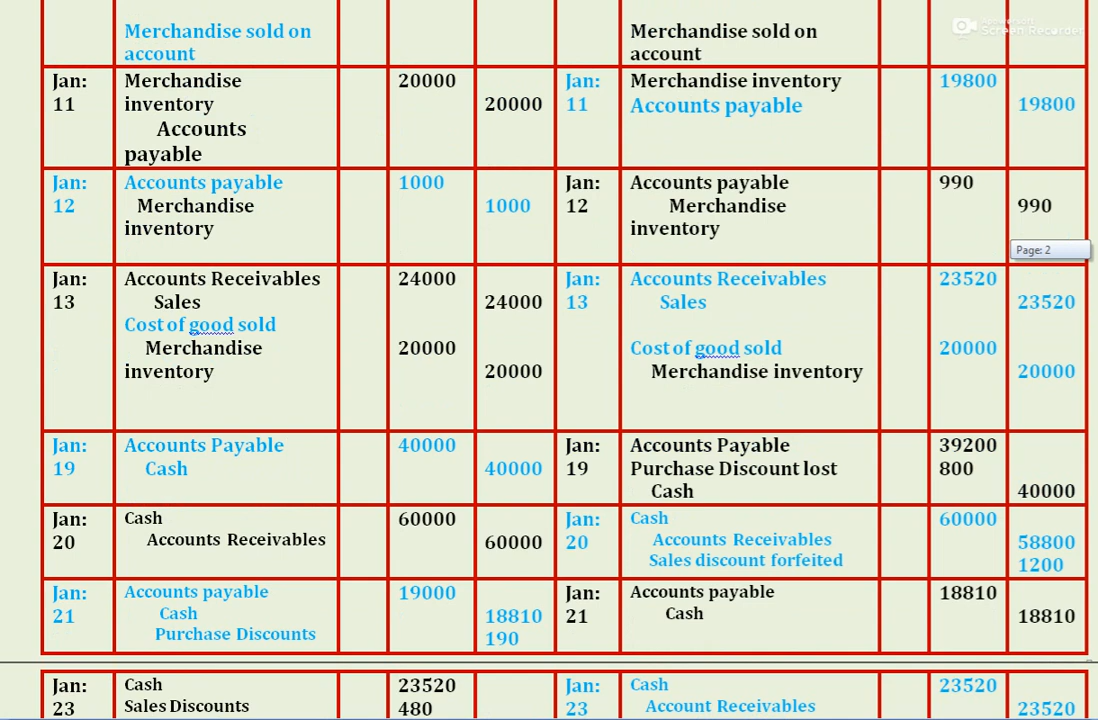 Merchandise sold on
account
Merchandise sold on
account
Apowersoft
Screen Recorder
Jan:
11
Merchandise
inventory
Accounts
payable
20000
20000
Jan:
11
Merchandise inventory
Accounts payable
19800
19800
Jan:
12
Accounts payable
Merchandise
inventory
1000
1000
Jan:
12
Accounts payable
Merchandise
inventory
990
990
Page: 2
Jan:
13
Accounts Receivables
Sales
Cost of good sold
Merchandise
inventory
24000
24000
20000
20000
Jan:
13
Accounts Receivables
Sales
Cost of good sold
Merchandise inventory
23520
23520
20000
20000
Jan:
19
Accounts Payable
Cash
40000
40000
Jan:
19
Accounts Payable
Purchase Discount lost
Cash
39200
800
40000
Jan:
20
Cash
Accounts Receivables
60000
60000
Jan:
20
Cash
Accounts Receivables
Sales discount forfeited
60000
58800
1200
Jan:
21
Accounts payable
Cash
Purchase Discounts
19000
18810
190
Jan:
21
Accounts payable
Cash
18810
18810
Jan:
23
Cash
Sales Discounts
23520
480
Jan:
23
Cash
Account Receivables
23520
23520